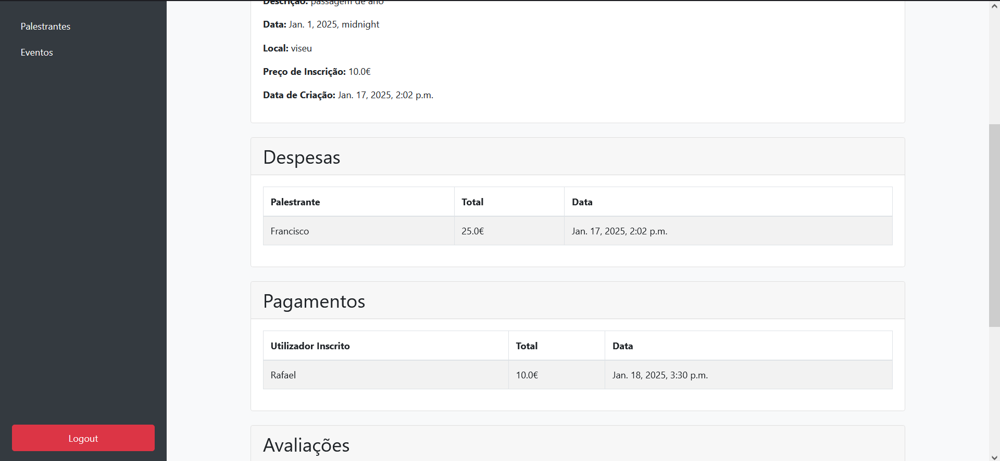 Palestrantes
Eventos
Logout
Descrição: passagem de ano
Data: Jan. 1, 2025, midnight
Local: viseu
Preço de Inscrição: 10.0€
Data de Criação: Jan. 17, 2025, 2:02 p.m.
Despesas
Palestrante Total Data
Francisco 25.0€ Jan. 17, 2025, 2:02 p.m.
Pagamentos
Utilizador Inscrito Total Data
Rafael 10.0€ Jan. 18, 2025, 3:30 p.m.
Avaliações